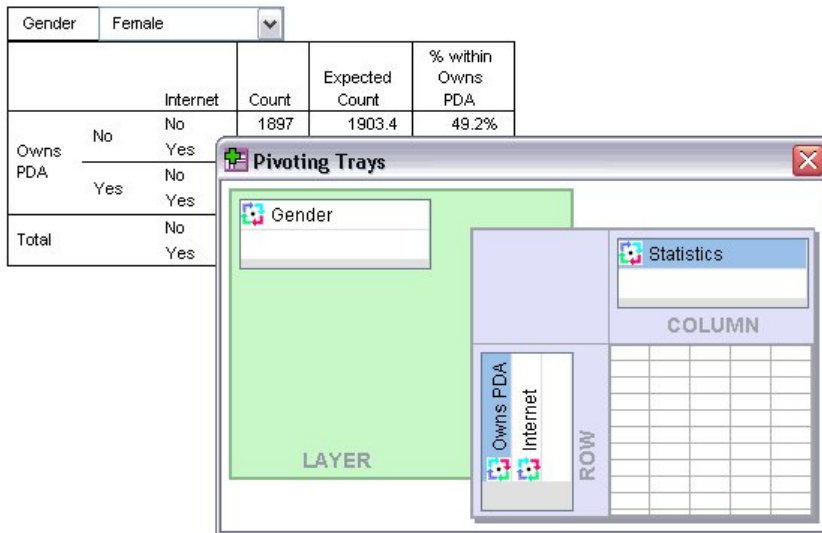 Gender Female
Internet Count Expected Count % within Owns PDA
Owns PDA No No 1897 1903.4 49.2%
Yes
Yes No
Yes
Total No
Yes
Pivoting Trays
Gender
Statistics
COLUMN
Owns PDA
Internet
ROW
LAYER